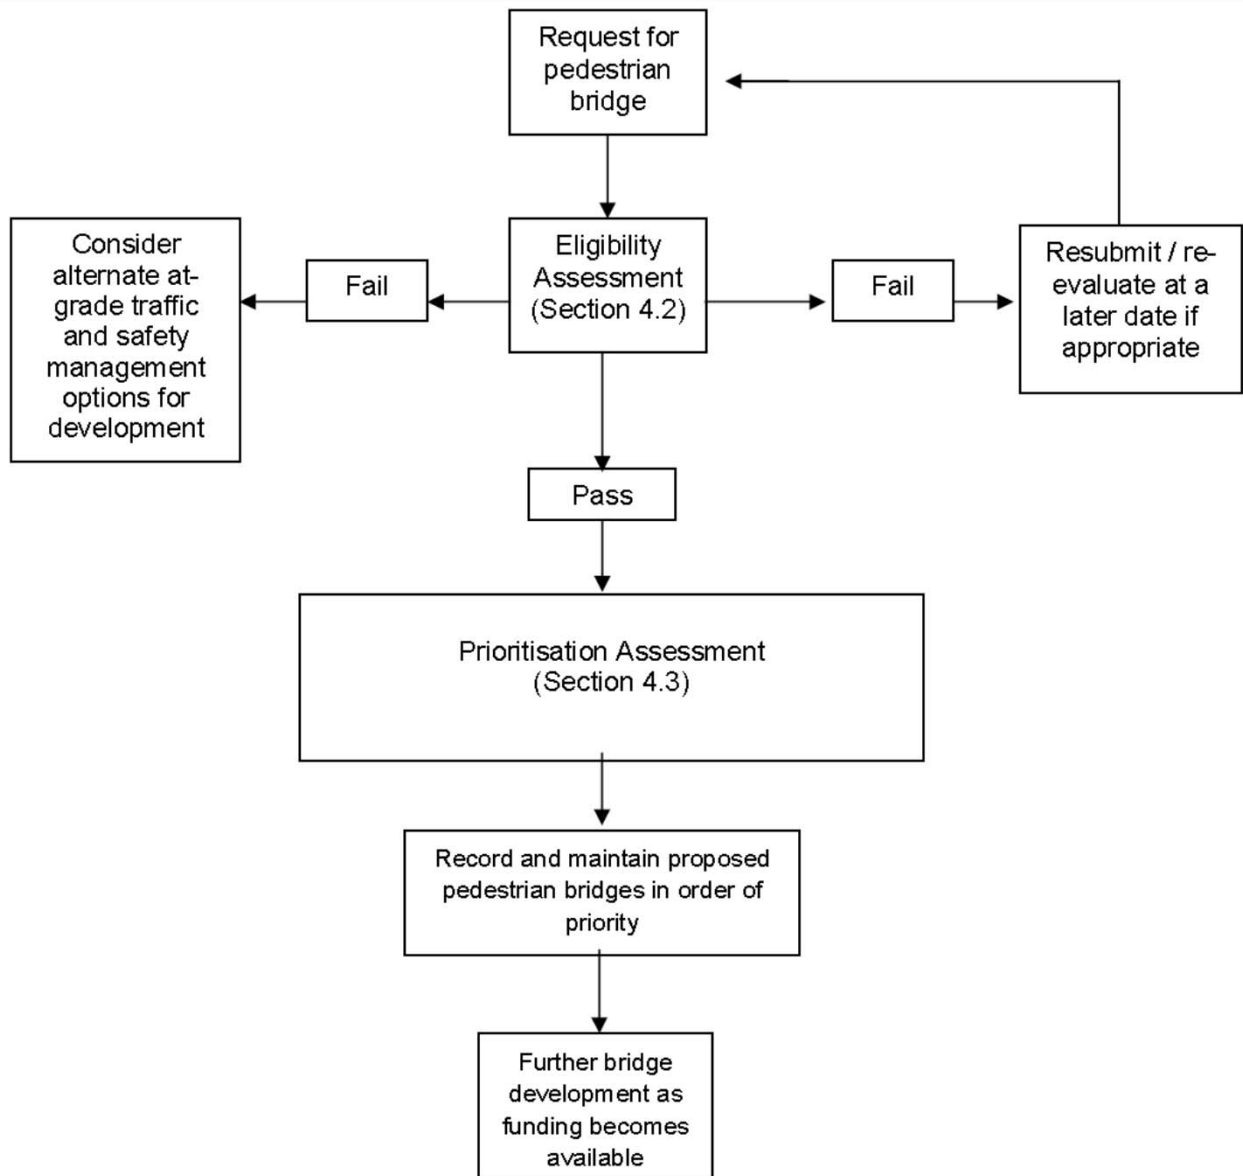 Request for
pedestrian
bridge
Consider
alternate at-
grade traffic
and safety
management
options for
development
Fail
Eligibility
Assessment
(Section 4.2)
Fail
Resubmit / re-
evaluate at a
later date if
appropriate
Pass
Prioritisation Assessment
(Section 4.3)
Record and maintain proposed
pedestrian bridges in order of
priority
Further bridge
development as
funding becomes
available